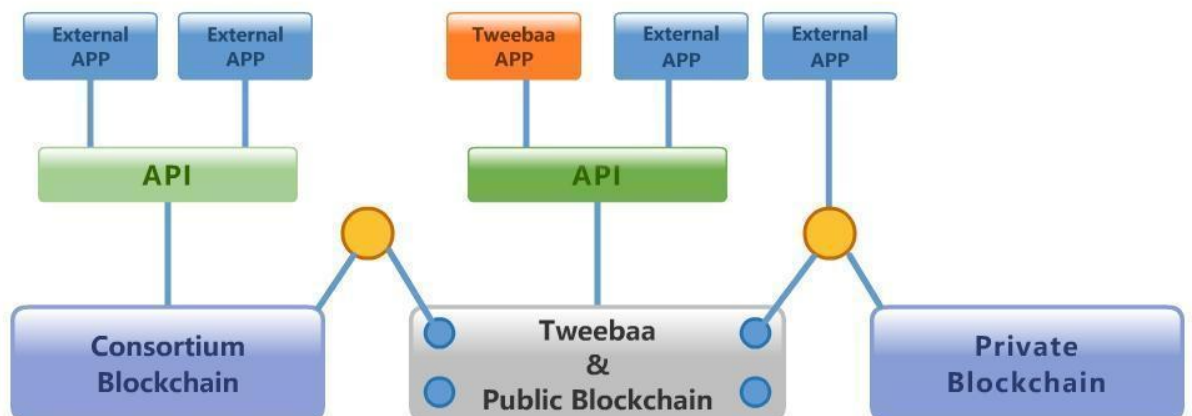 External
APP
External
APP
Tweebaa
APP
External
APP
External
APP
API
API
Consortium
Blockchain
Tweebaa
&
Public Blockchain
Private
Blockchain